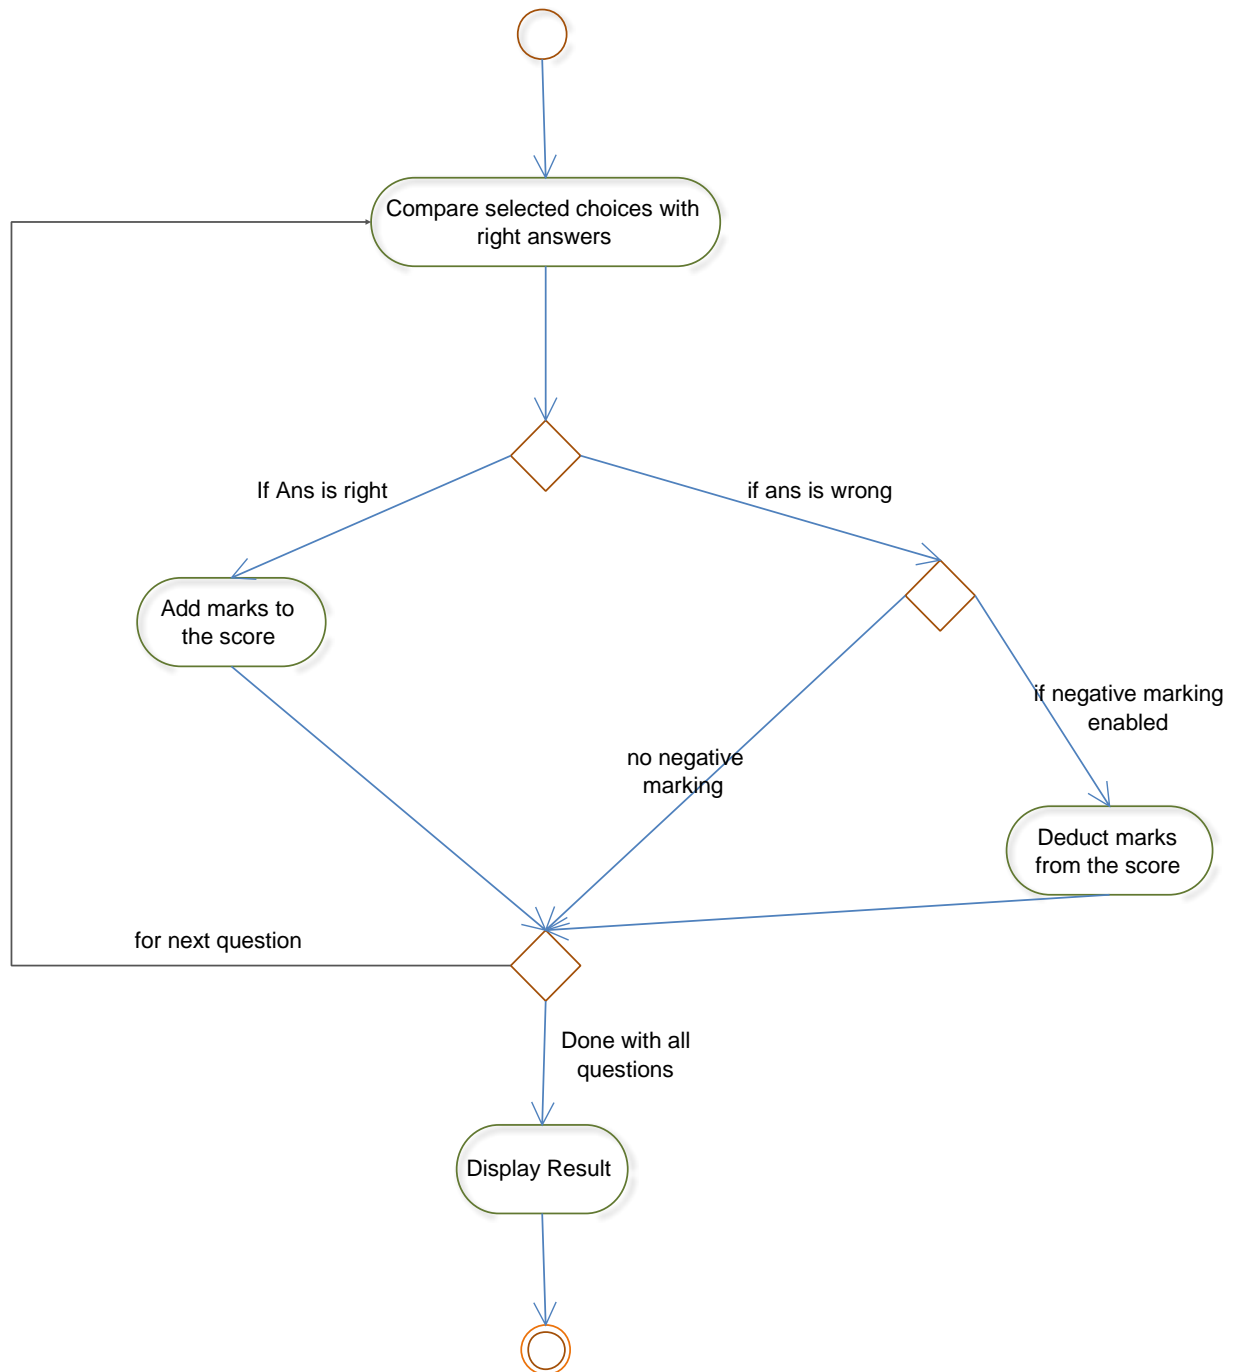 Compare selected choices with
right answers
If Ans is right
if ans is wrong
Add marks to
the score
if negative marking
enabled
no negative
marking
Deduct marks
from the score
for next question
Done with all
questions
Display Result